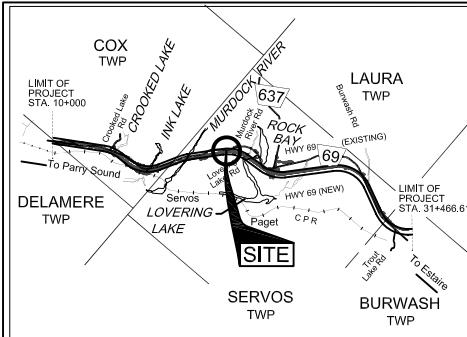 COX
TWP
LIMIT OF
PROJECT
STA. 10+000
Crooked Lake
Rd
CROOKED LAKE
INK LAKE
MURDOCK RIVER
637
Murdock
River Rd
ROCK
BAY
LAURA
TWP
Burwash Rd
HWY 69
(EXISTING)
69
To Parry Sound
DELAMERE
TWP
Servos
LOVERING
LAKE
Lake Rd
HWY 69 (NEW)
Paget
C P R
LIMIT OF
PROJECT
STA. 31+466.61
SITE
Trout
Lake Rd
To Estaire
SERVOS
TWP
BURWASH
TWP